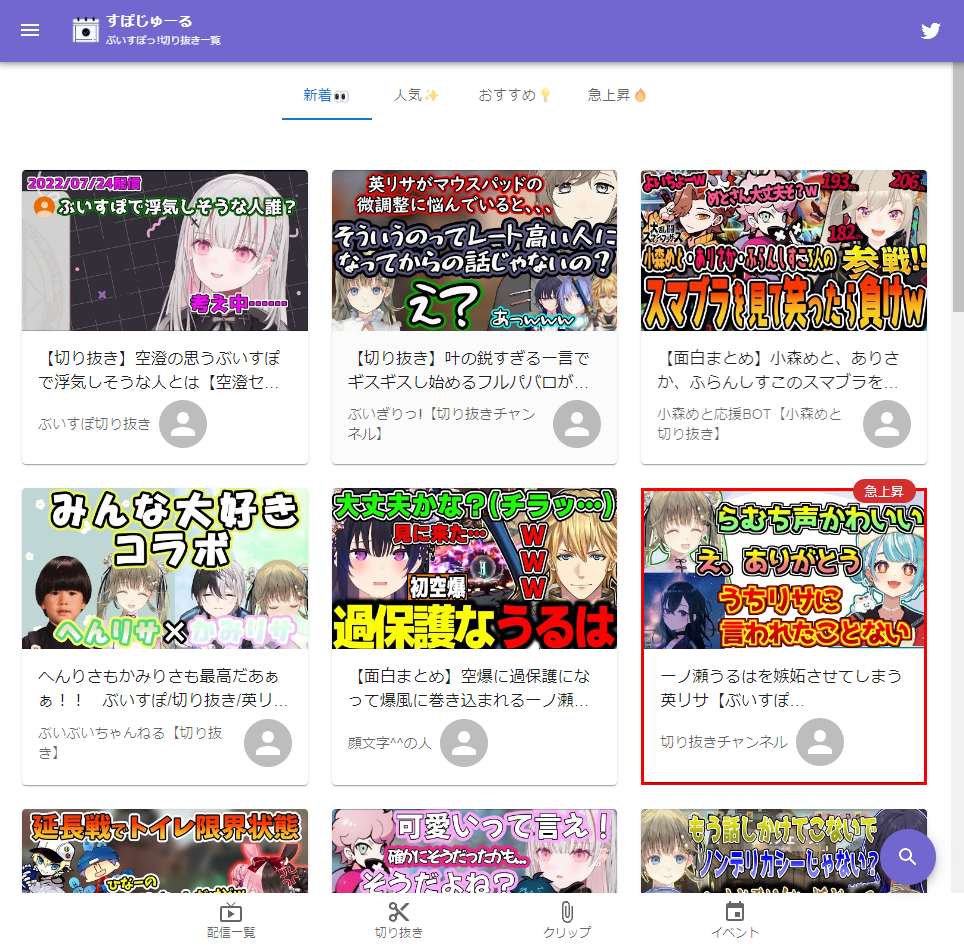 すぽじゅーる
ぶいすぽっ!切り抜き一覧
新着👀
人気✨
おすすめ💡
急上昇🔥
2022/07/24配信
ぶいすぽで浮気しそうな人誰?
考え中……
【切り抜き】空澄の思うぶいすぽ
で浮気しそうな人とは【空澄セ...
ぶいすぽ切り抜き
英リサがマウスパッドの
微調整に悩んでいると、、、
そういうのってレート高い人に
なってからの話じゃないの?
え?
あっwww
【切り抜き】叶の鋭すぎる一言で
ギスギスし始めるフルパバロが...
ぶいぎりっ!【切り抜きチャン
ネル】
よいちょーw
めとさん大丈夫そ?w
193
206
182
大乱闘
小森めと・ありさか・ふらんしすこ3人の
参戦!!
スマブラを見て笑ったら負けw
【面白まとめ】小森めと、ありさ
か、ふらんしすこのスマブラを...
小森めと応援BOT【小森めと
切り抜き】
みんな大好き
コラボ
へんリサ×かみリサ
へんりさもかみりさも最高だあぁ
ぁ!! ぶいすぽ/切り抜き/英リ...
ぶいぶいちゃんねる【切り抜
き】
大丈夫かな?(チラッ…)
見に来た…
WWW
初空爆
過保護なうるは
【面白まとめ】空爆に過保護にな
って爆風に巻き込まれる一ノ瀬...
顔文字^^の人
急上昇
らむち声かわいい
え、ありがとう
うちリサに
言われたことない
一ノ瀬うるはを嫉妬させてしまう
英リサ【ぶいすぽ...
切り抜きチャンネル
延長戦でトイレ限界状態
ひなーの
可愛いって言え!
確かにそうだったかも...
そうだよね?
もう話しかけてこないで
ノンデリカシーじゃない?
配信一覧
切り抜き
クリップ
イベント